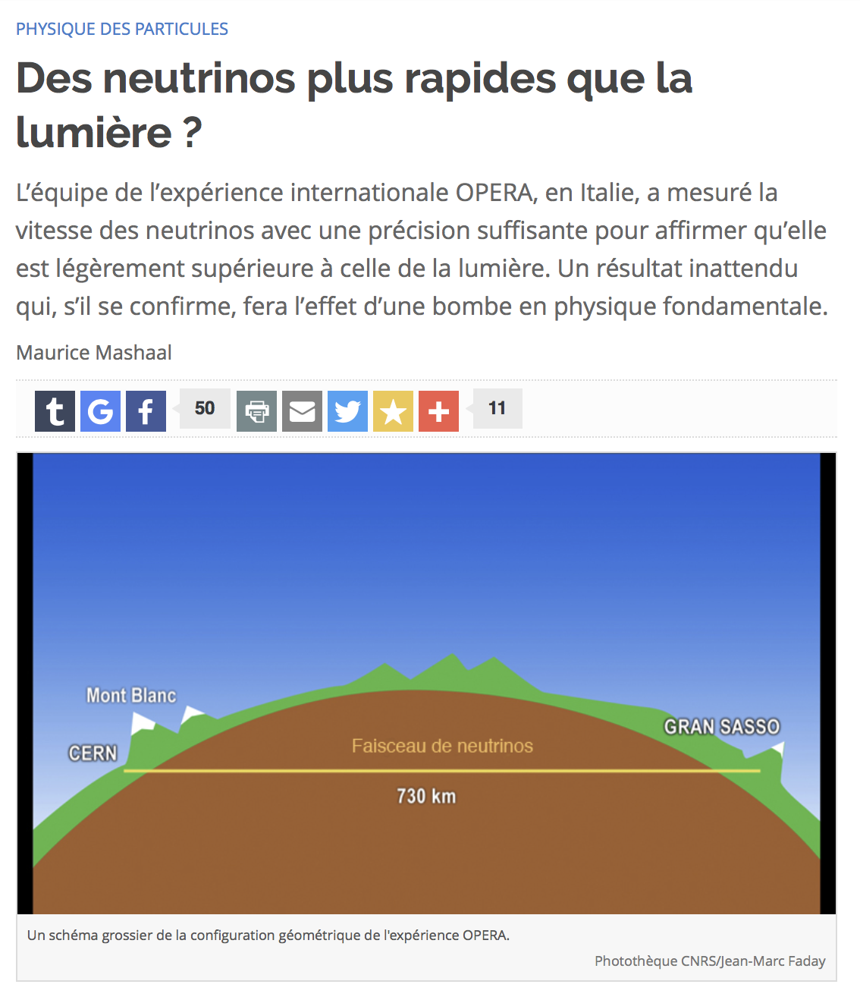 PHYSIQUE DES PARTICULES
Des neutrinos plus rapides que la
lumière ?
L’équipe de l’expérience internationale OPERA, en Italie, a mesuré la
vitesse des neutrinos avec une précision suffisante pour affirmer qu’elle
est légèrement supérieure à celle de la lumière. Un résultat inattendu
qui, s’il se confirme, fera l’effet d’une bombe en physique fondamentale.
Maurice Mashaal
t G f 50 11
Mont Blanc
CERN
GRAN SASSO
Faisceau de neutrinos
730 km
Un schéma grossier de la configuration géométrique de l'expérience OPERA.
Photothèque CNRS/Jean-Marc Faday